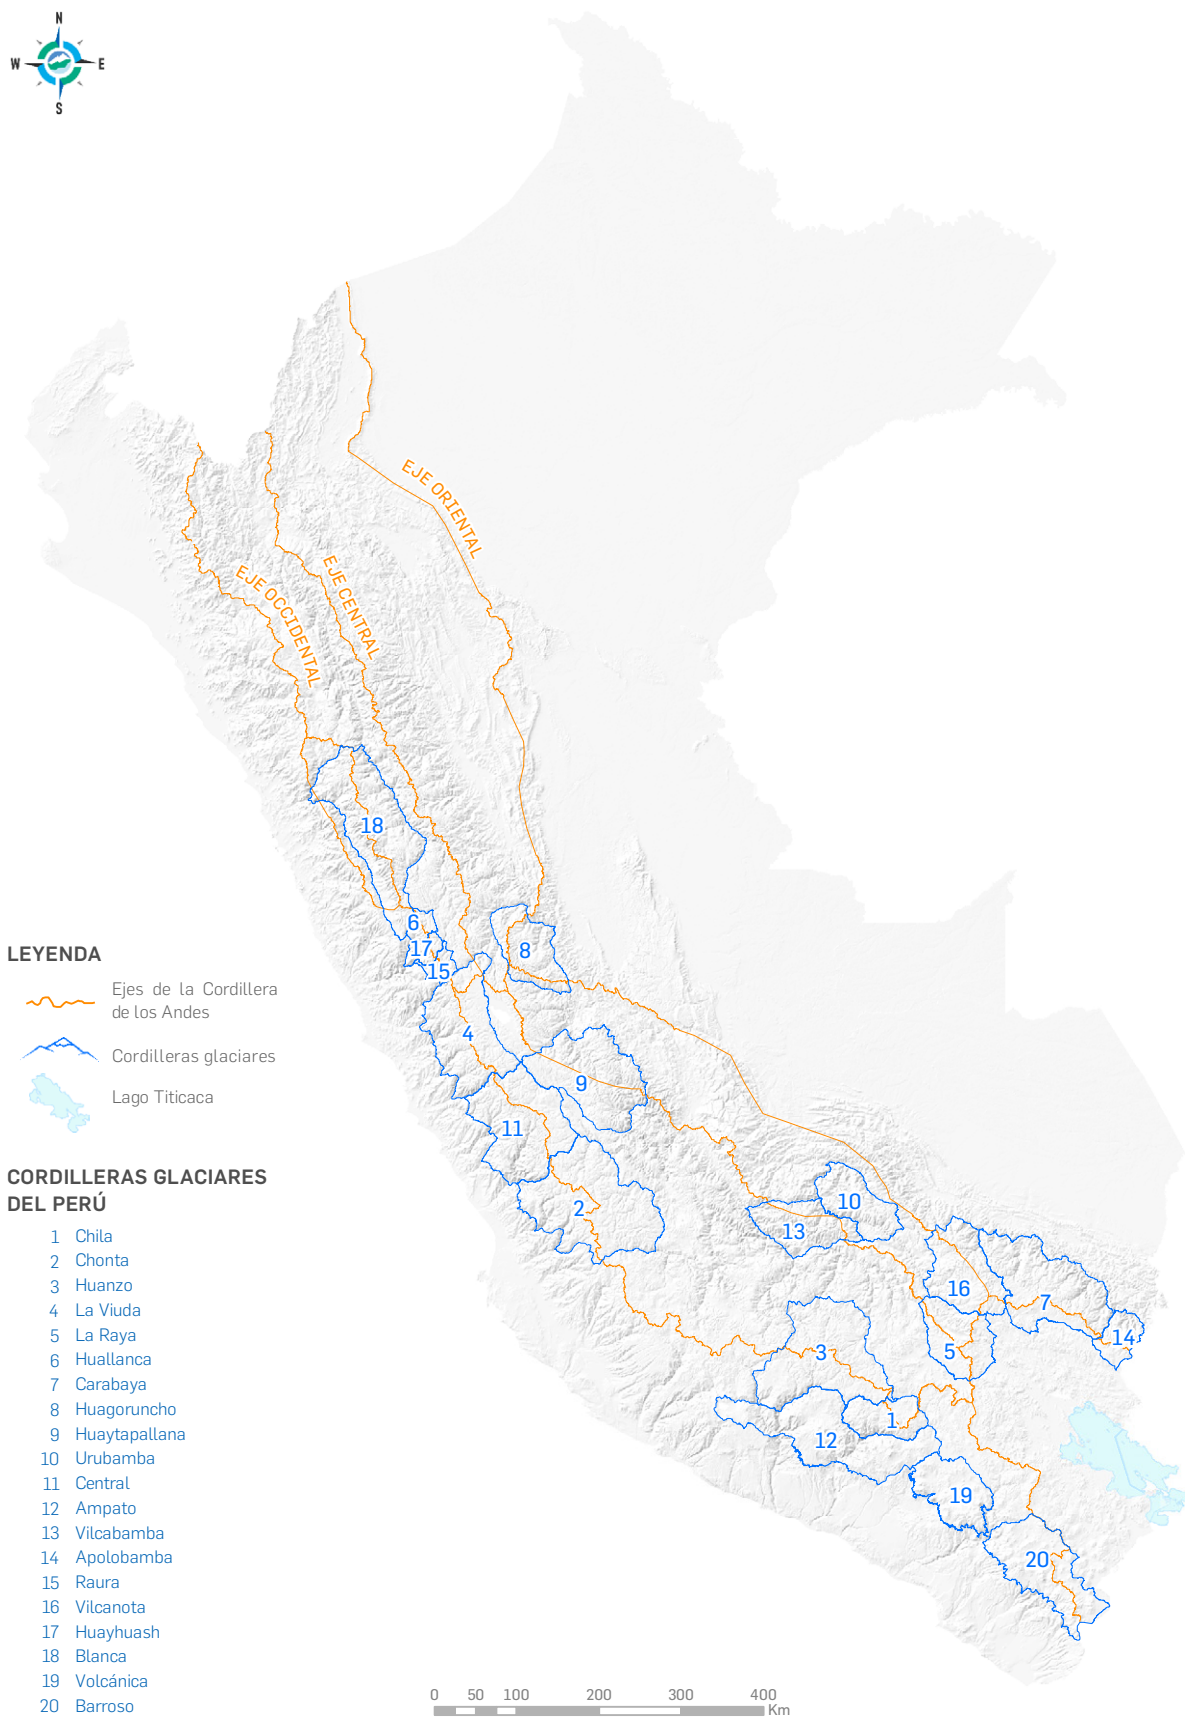 N
W E
S
EJE ORIENTAL
EJE CENTRAL
EJE OCCIDENTAL
18
6
17
8
15
4
9
11
10
2
13
16
7
14
3
5
1
12
19
20
LEYENDA
Ejes de la Cordillera
de los Andes
Cordilleras glaciares
Lago Titicaca
CORDILLERAS GLACIARES
DEL PERÚ
1 Chila
2 Chonta
3 Huanzo
4 La Viuda
5 La Raya
6 Huallanca
7 Carabaya
8 Huagoruncho
9 Huaytapallana
10 Urubamba
11 Central
12 Ampato
13 Vilcabamba
14 Apolobamba
15 Raura
16 Vilcanota
17 Huayhuash
18 Blanca
19 Volcánica
20 Barroso
0 50 100 200 300 400
Km